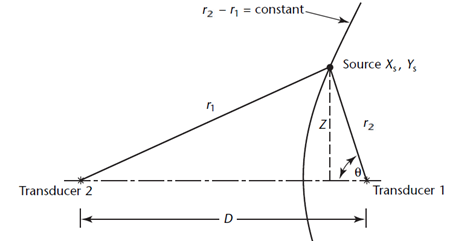 r₂ – r₁ = constant
Source Xₛ, Yₛ
r₁
Z
r₂
θ
Transducer 2
Transducer 1
D